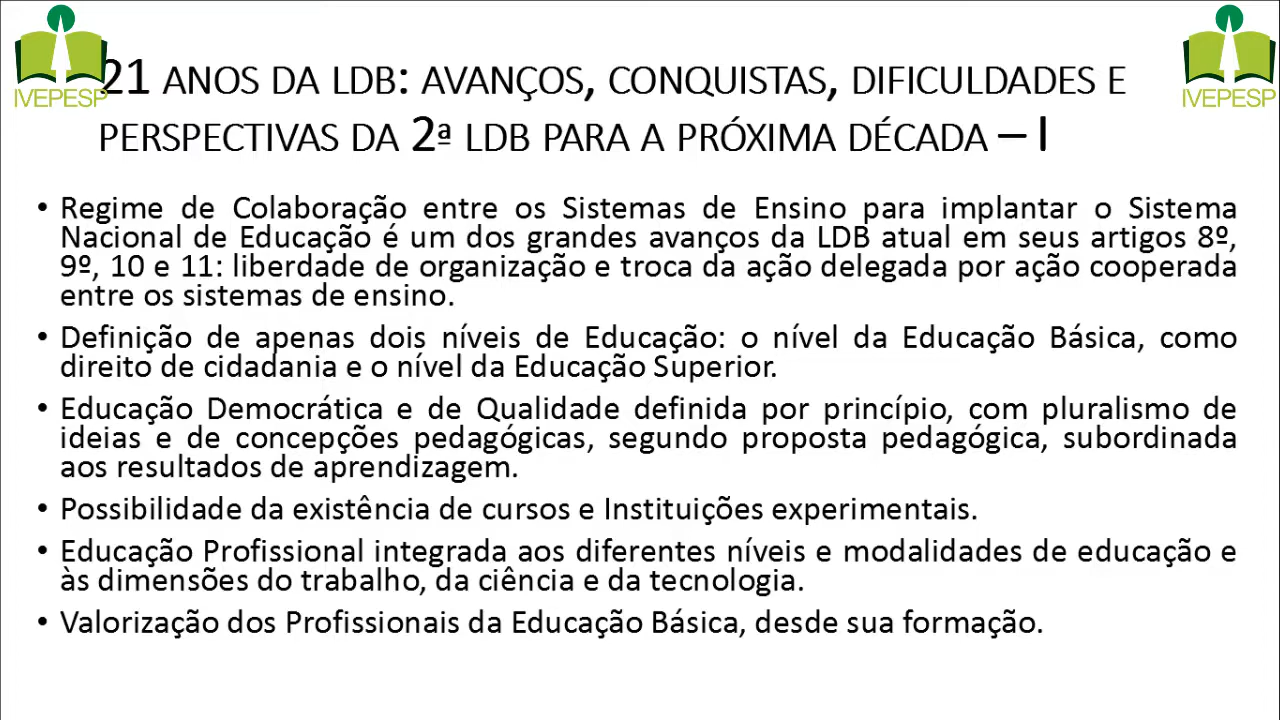 IVEPESP
21 ANOS DA LDB: AVANÇOS, CONQUISTAS, DIFICULDADES E
IVEPESP
PERSPECTIVAS DA 2ª LDB PARA A PRÓXIMA DÉCADA – I
• Regime de Colaboração entre os Sistemas de Ensino para implantar o Sistema
Nacional de Educação é um dos grandes avanços da LDB atual em seus artigos 8º,
9º, 10 e 11: liberdade de organização e troca da ação delegada por ação cooperada
entre os sistemas de ensino.
• Definição de apenas dois níveis de Educação: o nível da Educação Básica, como
direito de cidadania e o nível da Educação Superior.
• Educação Democrática e de Qualidade definida por princípio, com pluralismo de
ideias e de concepções pedagógicas, segundo proposta pedagógica, subordinada
aos resultados de aprendizagem.
• Possibilidade da existência de cursos e Instituições experimentais.
• Educação Profissional integrada aos diferentes níveis e modalidades de educação e
às dimensões do trabalho, da ciência e da tecnologia.
• Valorização dos Profissionais da Educação Básica, desde sua formação.